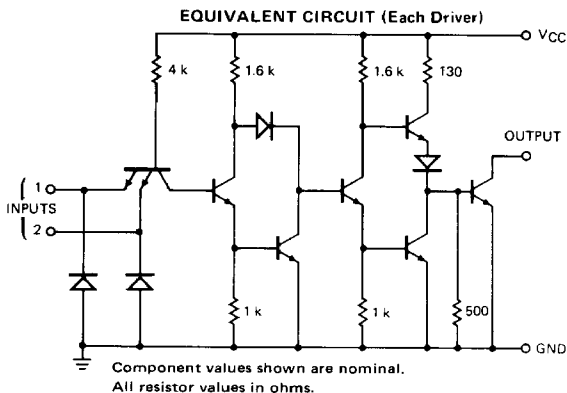 EQUIVALENT CIRCUIT (Each Driver)
VCC
4 k
1.6 k
1.6 k
130
OUTPUT
1
INPUTS
2
1 k
1 k
500
GND
Component values shown are nominal.
All resistor values in ohms.